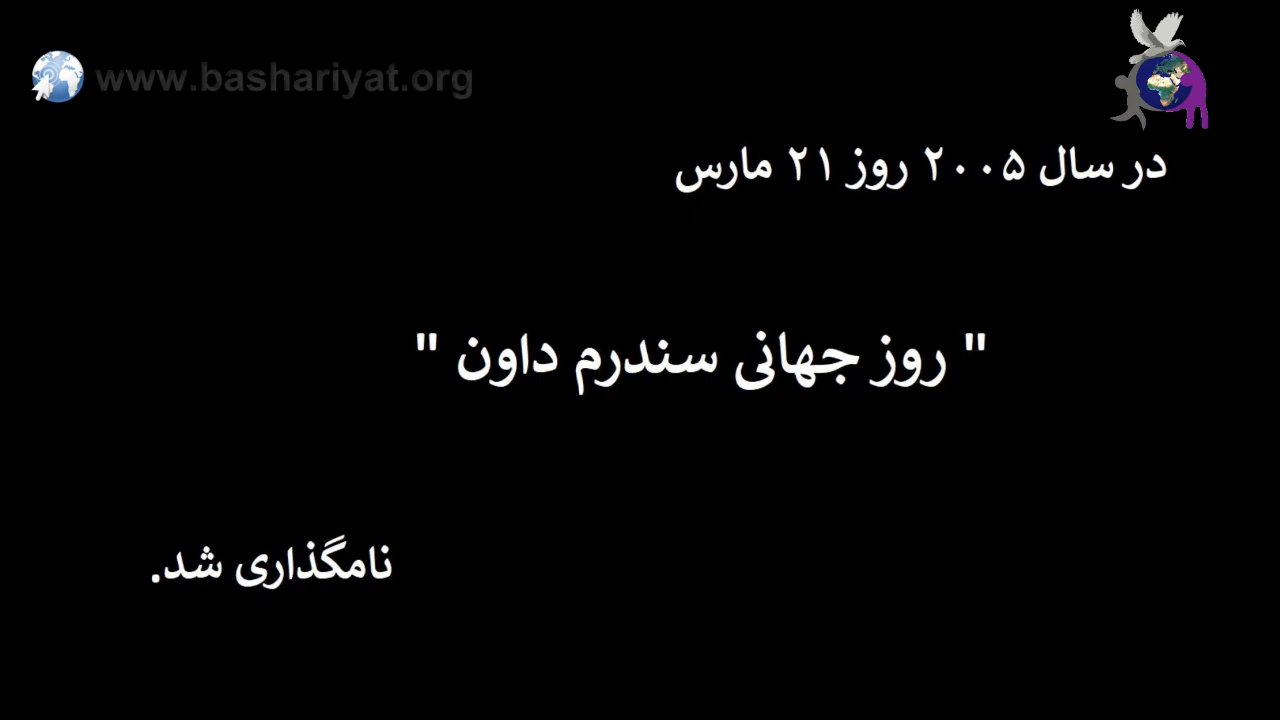 www.bashariyat.org
در سال ۲۰۰۵ روز ۲۱ مارس
" روز جهانی سندرم داون "
نامگذاری شد.